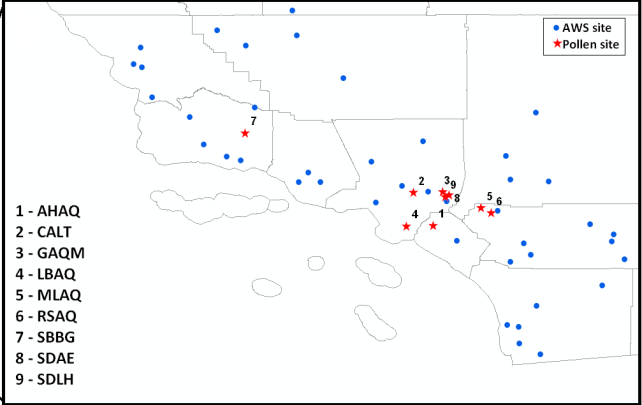 AWS site
Pollen site
7
3
9
2
8
5
6
4
1
1 - AHAQ
2 - CALT
3 - GAQM
4 - LBAQ
5 - MLAQ
6 - RSAQ
7 - SBBG
8 - SDAE
9 - SDLH